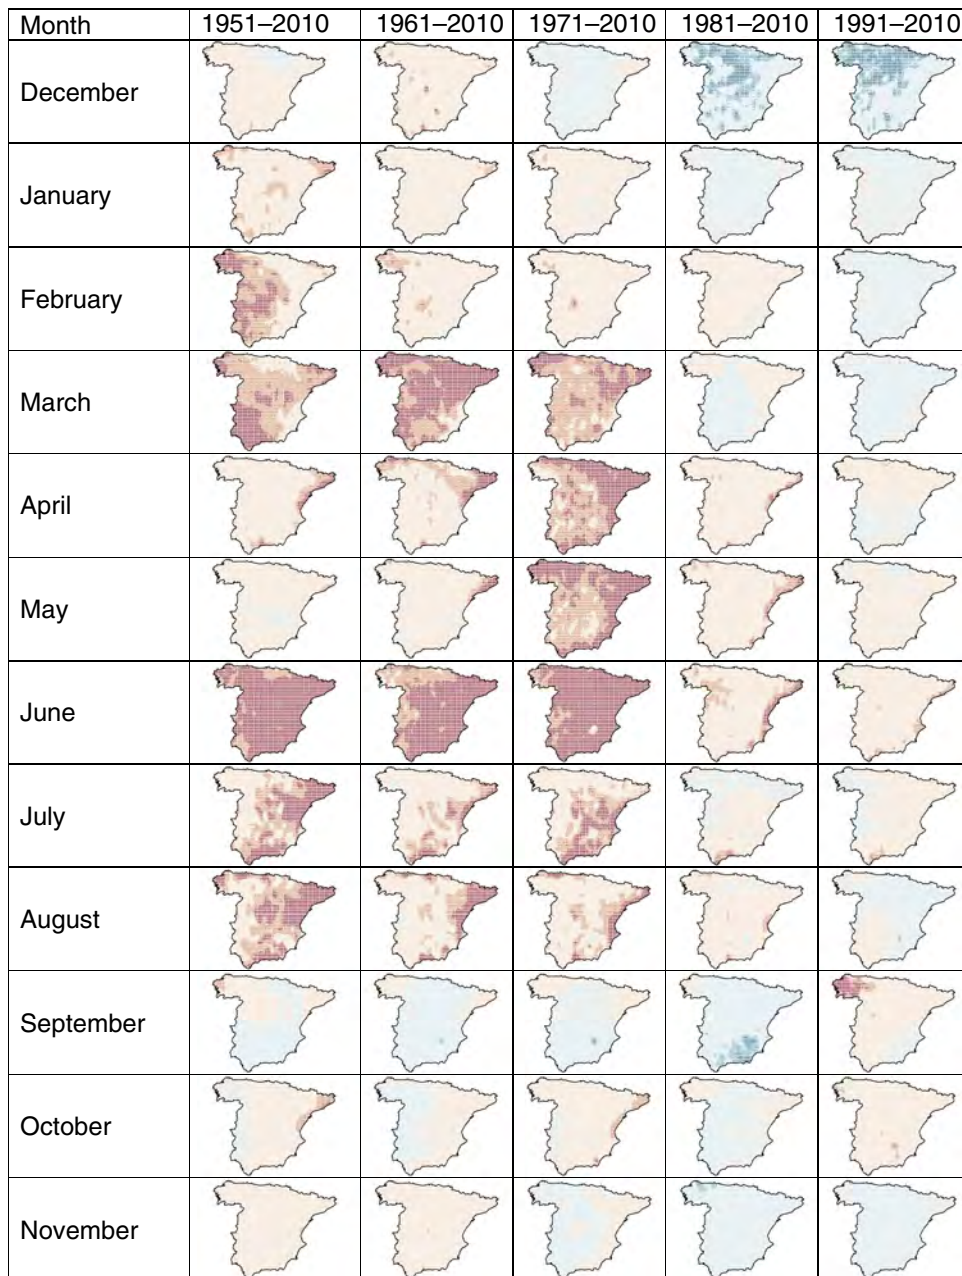 Month 1951–2010 1961–2010 1971–2010 1981–2010 1991–2010
December
January
February
March
April
May
June
July
August
September
October
November